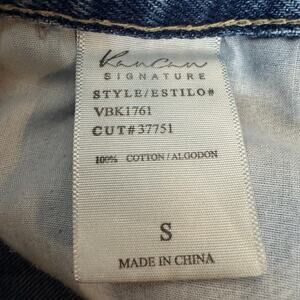 KanCan
SIGNATURE
STYLE/ESTILO#
VBK1761
CUT#37751
100% COTTON/ALGODON
S
MADE IN CHINA